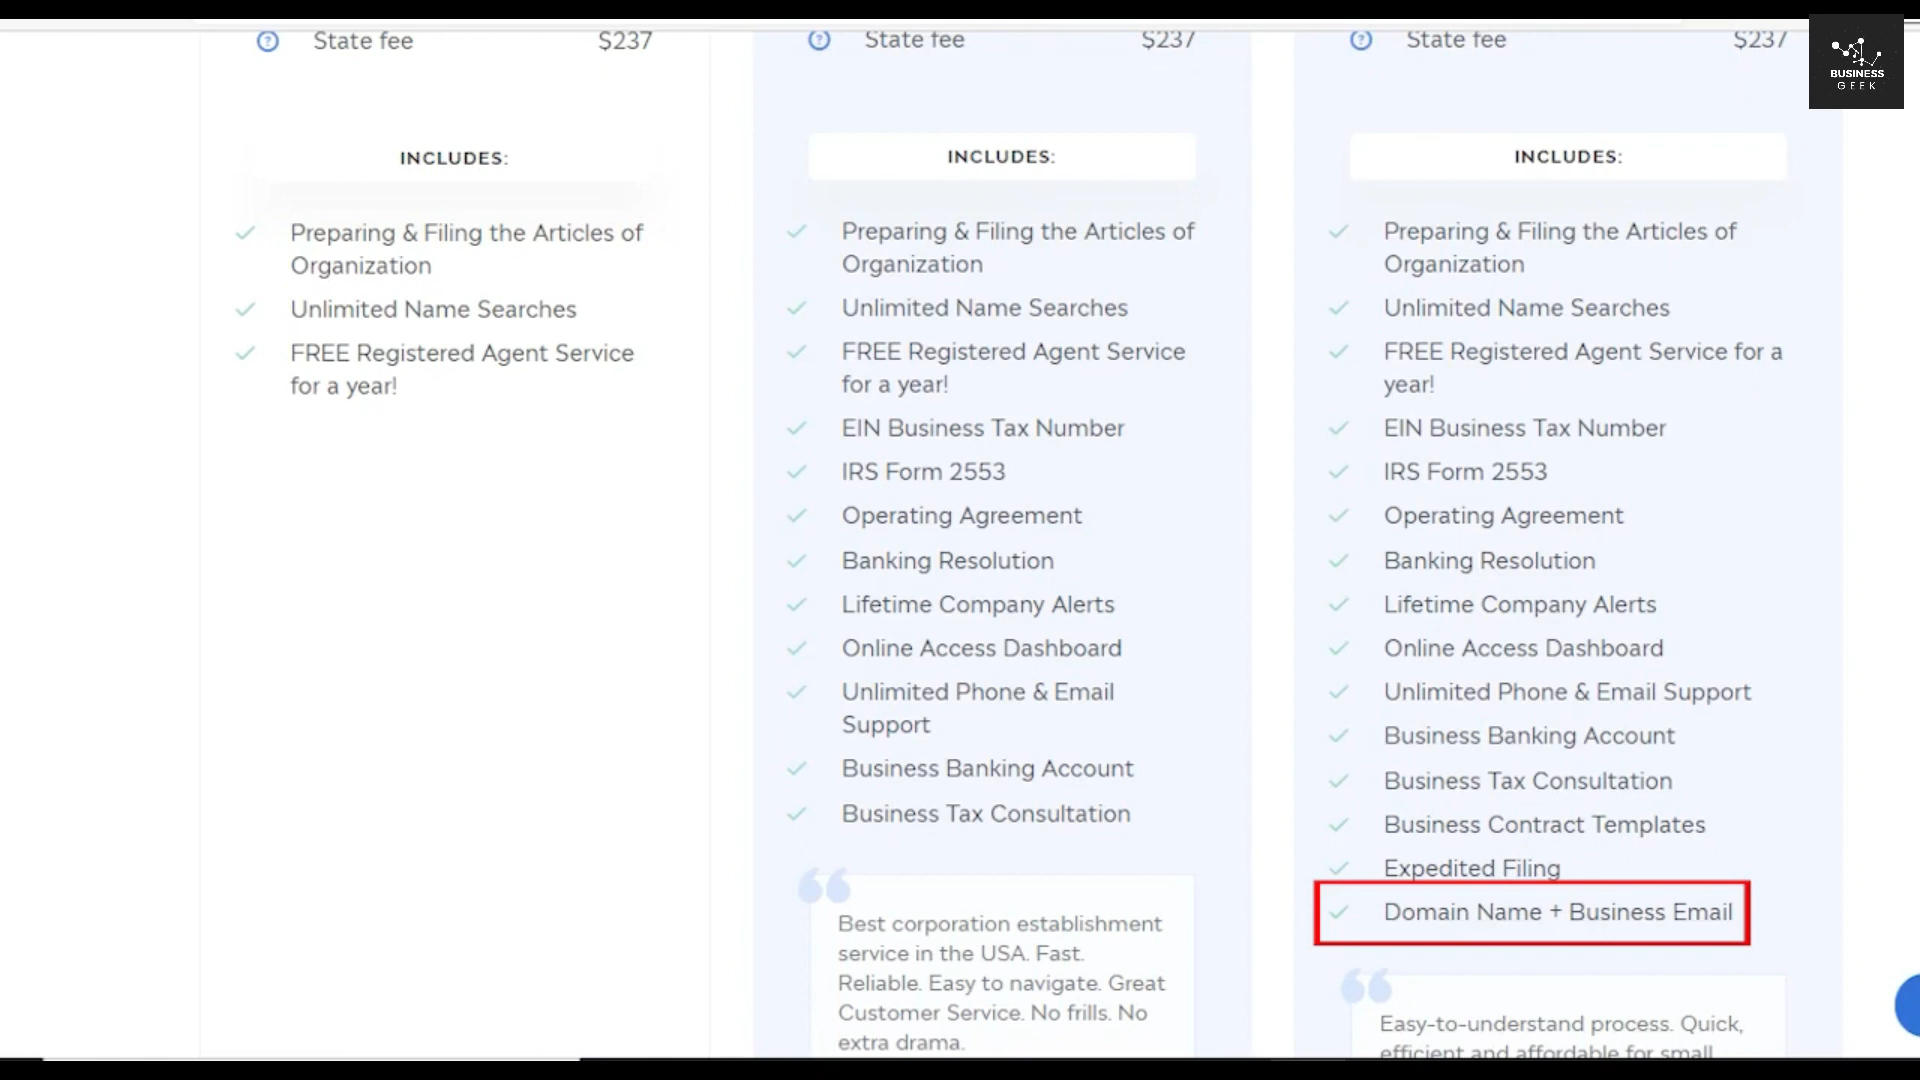 State fee $237
INCLUDES:
Preparing & Filing the Articles of
Organization
Unlimited Name Searches
FREE Registered Agent Service
for a year!
State fee $237
INCLUDES:
Preparing & Filing the Articles of
Organization
Unlimited Name Searches
FREE Registered Agent Service
for a year!
EIN Business Tax Number
IRS Form 2553
Operating Agreement
Banking Resolution
Lifetime Company Alerts
Online Access Dashboard
Unlimited Phone & Email
Support
Business Banking Account
Business Tax Consultation
Best corporation establishment
service in the USA. Fast.
Reliable. Easy to navigate. Great
Customer Service. No frills. No
extra drama.
State fee $237
INCLUDES:
Preparing & Filing the Articles of
Organization
Unlimited Name Searches
FREE Registered Agent Service for a
year!
EIN Business Tax Number
IRS Form 2553
Operating Agreement
Banking Resolution
Lifetime Company Alerts
Online Access Dashboard
Unlimited Phone & Email Support
Business Banking Account
Business Tax Consultation
Business Contract Templates
Expedited Filing
Domain Name + Business Email
Easy-to-understand process. Quick,
efficient and affordable for small
BUSINESS
GEEK